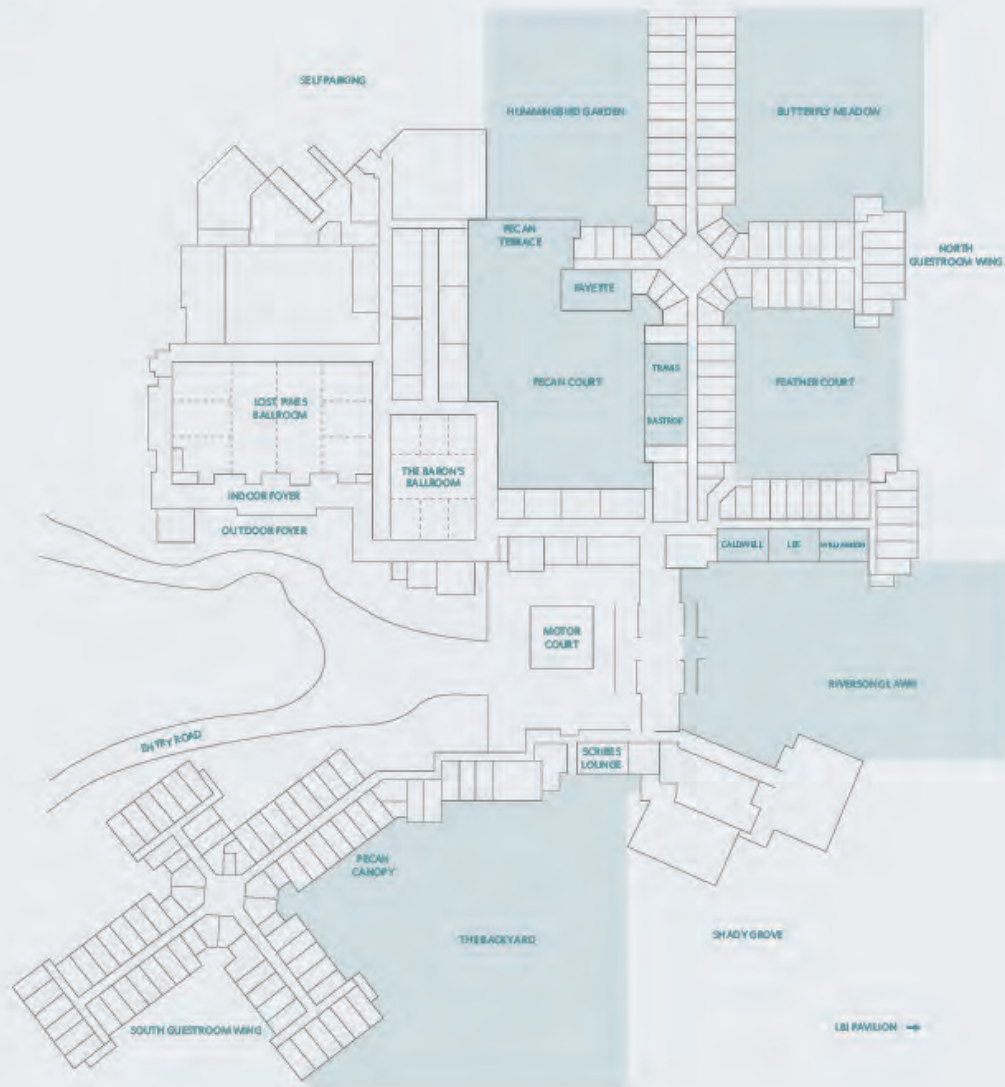 SELF PARKING
HUMMINGBIRD GARDEN
BUTTERFLY MEADOW
PECAN
TERRACE
NORTH
GUESTROOM WING
FAYETTE
TRAVIS
PECAN COURT
FEATHER COURT
LOST PINES
BALLROOM
BASTROP
THE BARON'S
BALLROOM
INDOOR FOYER
OUTDOOR FOYER
CALDWELL
LEE
WILLIAMSON
MOTOR
COURT
RIVERSONG LAWN
ENTRY ROAD
SCRIBES
LOUNGE
PECAN
CANOPY
THE BACKYARD
SHADY GROVE
SOUTH GUESTROOM WING
LBJ PAVILION →